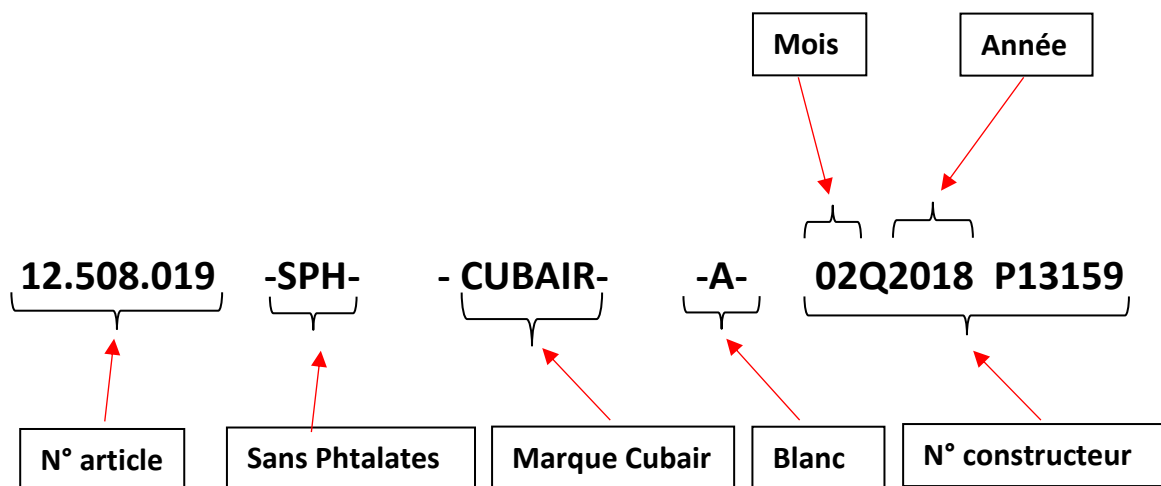 Mois Année
12.508.019 -SPH- - CUBAIR- -A- 02Q2018 P13159
N° article Sans Phtalates Marque Cubair Blanc N° constructeur